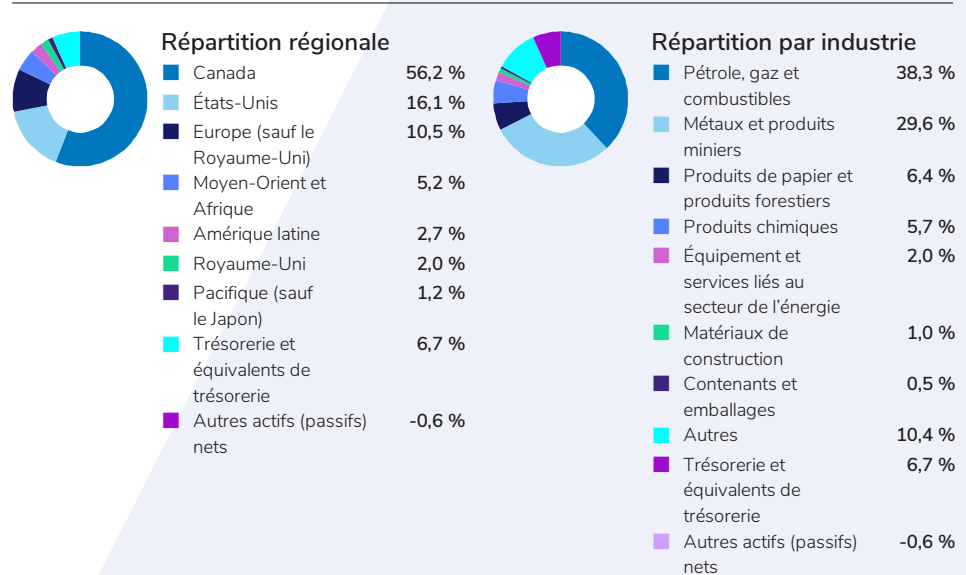 Répartition régionale
Canada 56,2 %
États-Unis 16,1 %
Europe (sauf le 10,5 %
Royaume-Uni)
Moyen-Orient et 5,2 %
Afrique
Amérique latine 2,7 %
Royaume-Uni 2,0 %
Pacifique (sauf 1,2 %
le Japon)
Trésorerie et 6,7 %
équivalents de
trésorerie
Autres actifs (passifs) -0,6 %
nets
Répartition par industrie
Pétrole, gaz et 38,3 %
combustibles
Métaux et produits 29,6 %
miniers
Produits de papier et 6,4 %
produits forestiers
Produits chimiques 5,7 %
Équipement et 2,0 %
services liés au
secteur de l’énergie
Matériaux de 1,0 %
construction
Contenants et 0,5 %
emballages
Autres 10,4 %
Trésorerie et 6,7 %
équivalents de
trésorerie
Autres actifs (passifs) -0,6 %
nets